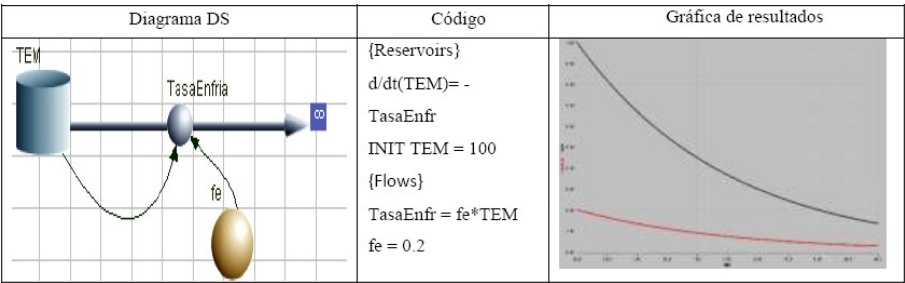 Diagrama DS
Código
Gráfica de resultados
TEM
TasaEnfria
∞
fe
{Reservoirs}
d/dt(TEM)= -
TasaEnfr
INIT TEM = 100
{Flows}
TasaEnfr = fe*TEM
fe = 0.2